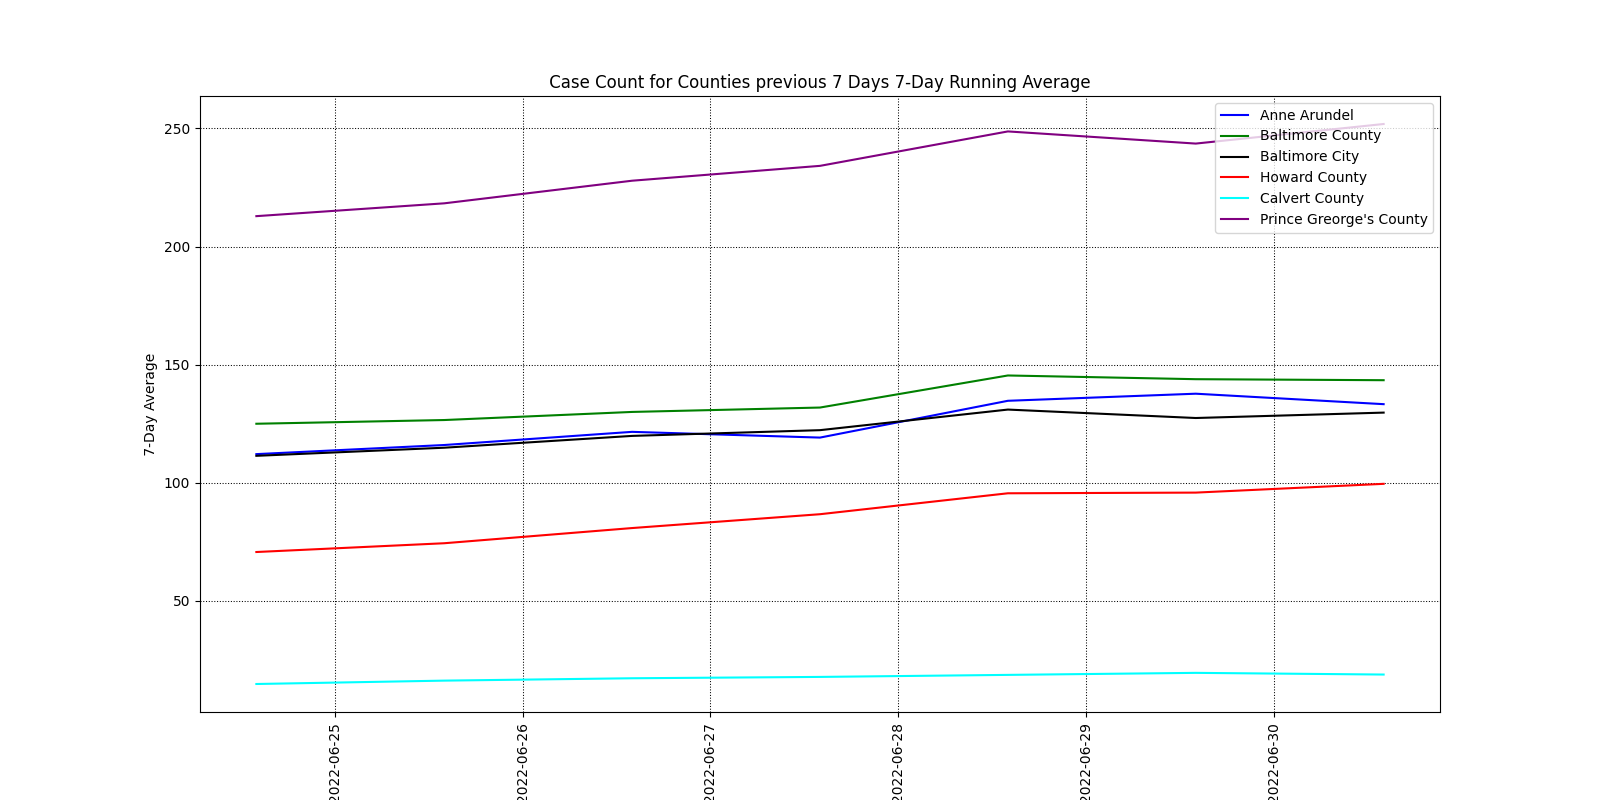 Case Count for Counties previous 7 Days 7-Day Running Average
Anne Arundel
Baltimore County
Baltimore City
Howard County
Calvert County
Prince Greorge's County
7-Day Average
250
200
150
100
50
2022-06-25
2022-06-26
2022-06-27
2022-06-28
2022-06-29
2022-06-30